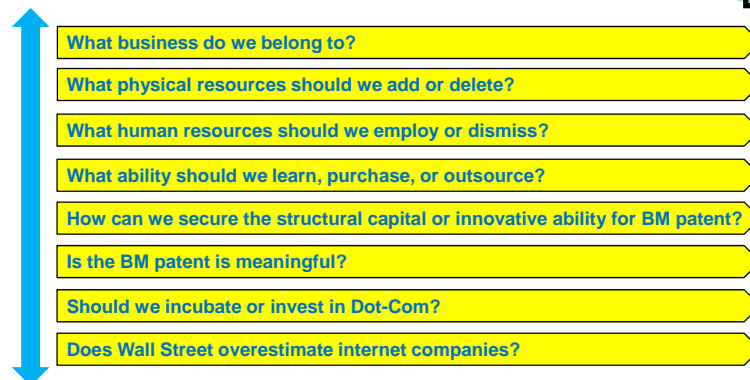 What business do we belong to?
What physical resources should we add or delete?
What human resources should we employ or dismiss?
What ability should we learn, purchase, or outsource?
How can we secure the structural capital or innovative ability for BM patent?
Is the BM patent is meaningful?
Should we incubate or invest in Dot-Com?
Does Wall Street overestimate internet companies?